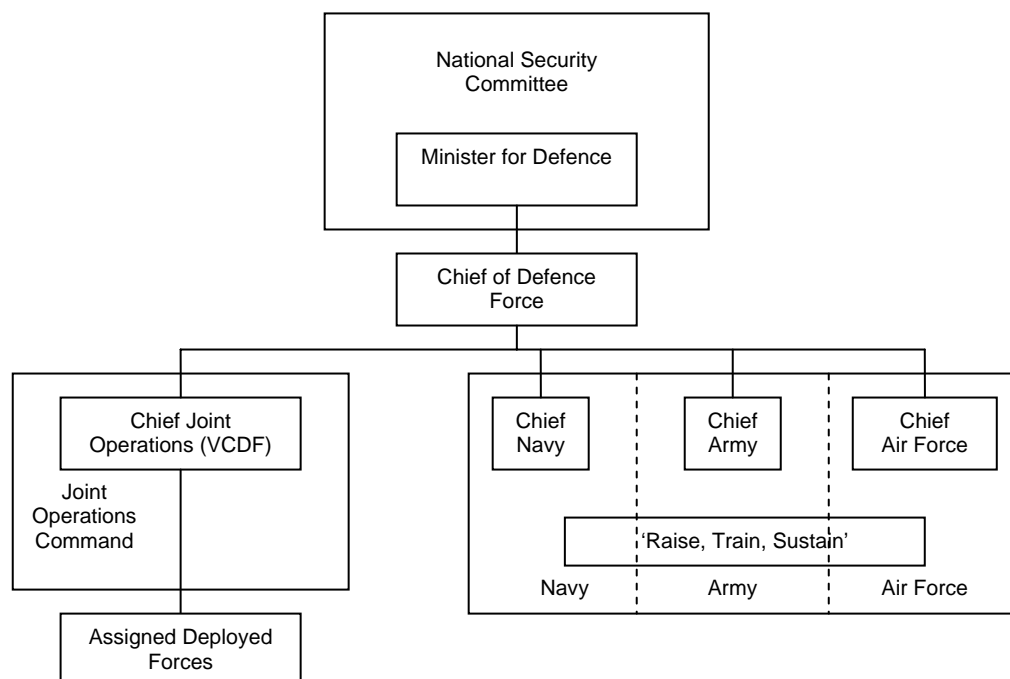 National Security
Committee
Minister for Defence
Chief of Defence
Force
Chief Joint
Operations (VCDF)
Joint
Operations
Command
Assigned Deployed
Forces
Chief
Navy
Chief
Army
Chief
Air Force
‘Raise, Train, Sustain’
Navy
Army
Air Force